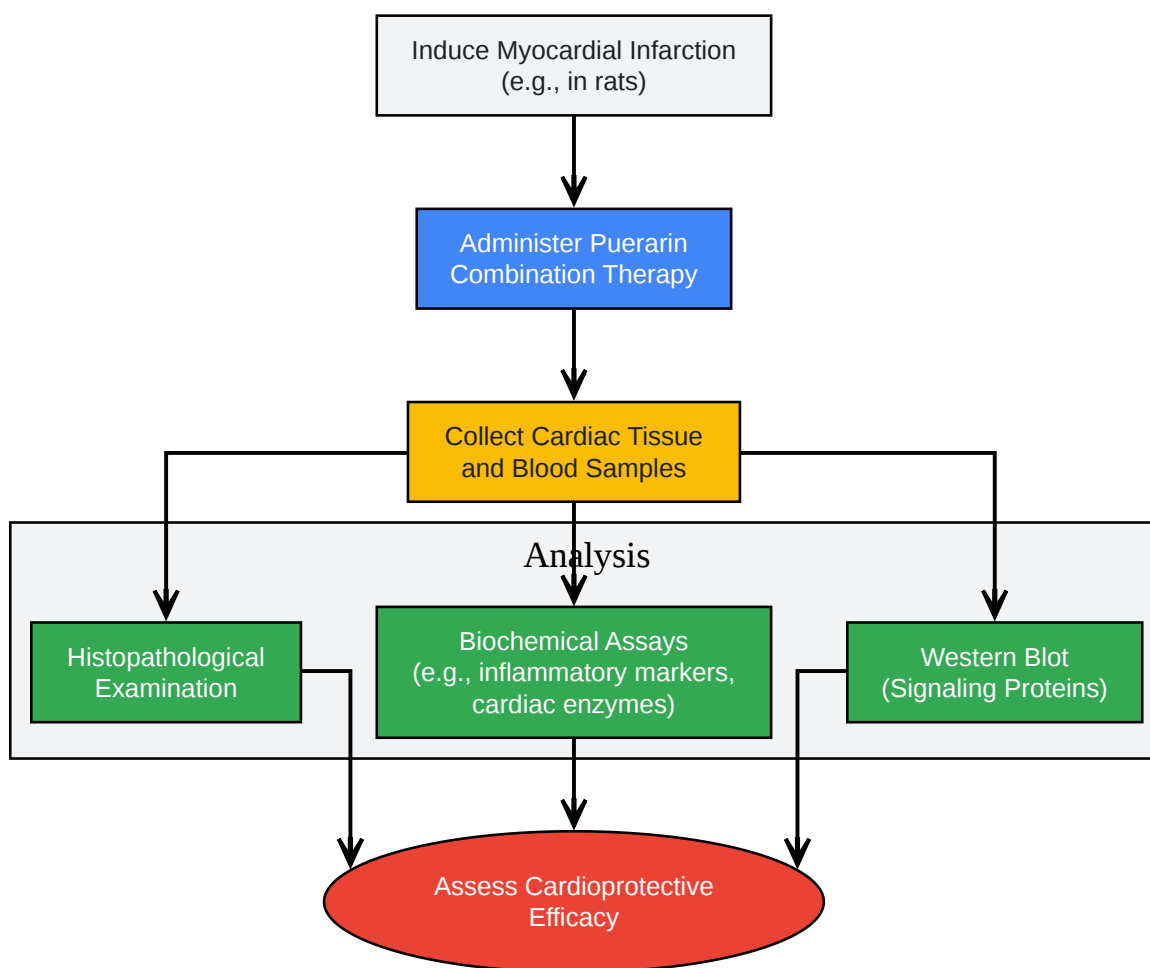 Induce Myocardial Infarction
(e.g., in rats)
Administer Puerarin
Combination Therapy
Collect Cardiac Tissue
and Blood Samples
Analysis
Histopathological
Examination
Biochemical Assays
(e.g., inflammatory markers,
cardiac enzymes)
Western Blot
(Signaling Proteins)
Assess Cardioprotective
Efficacy